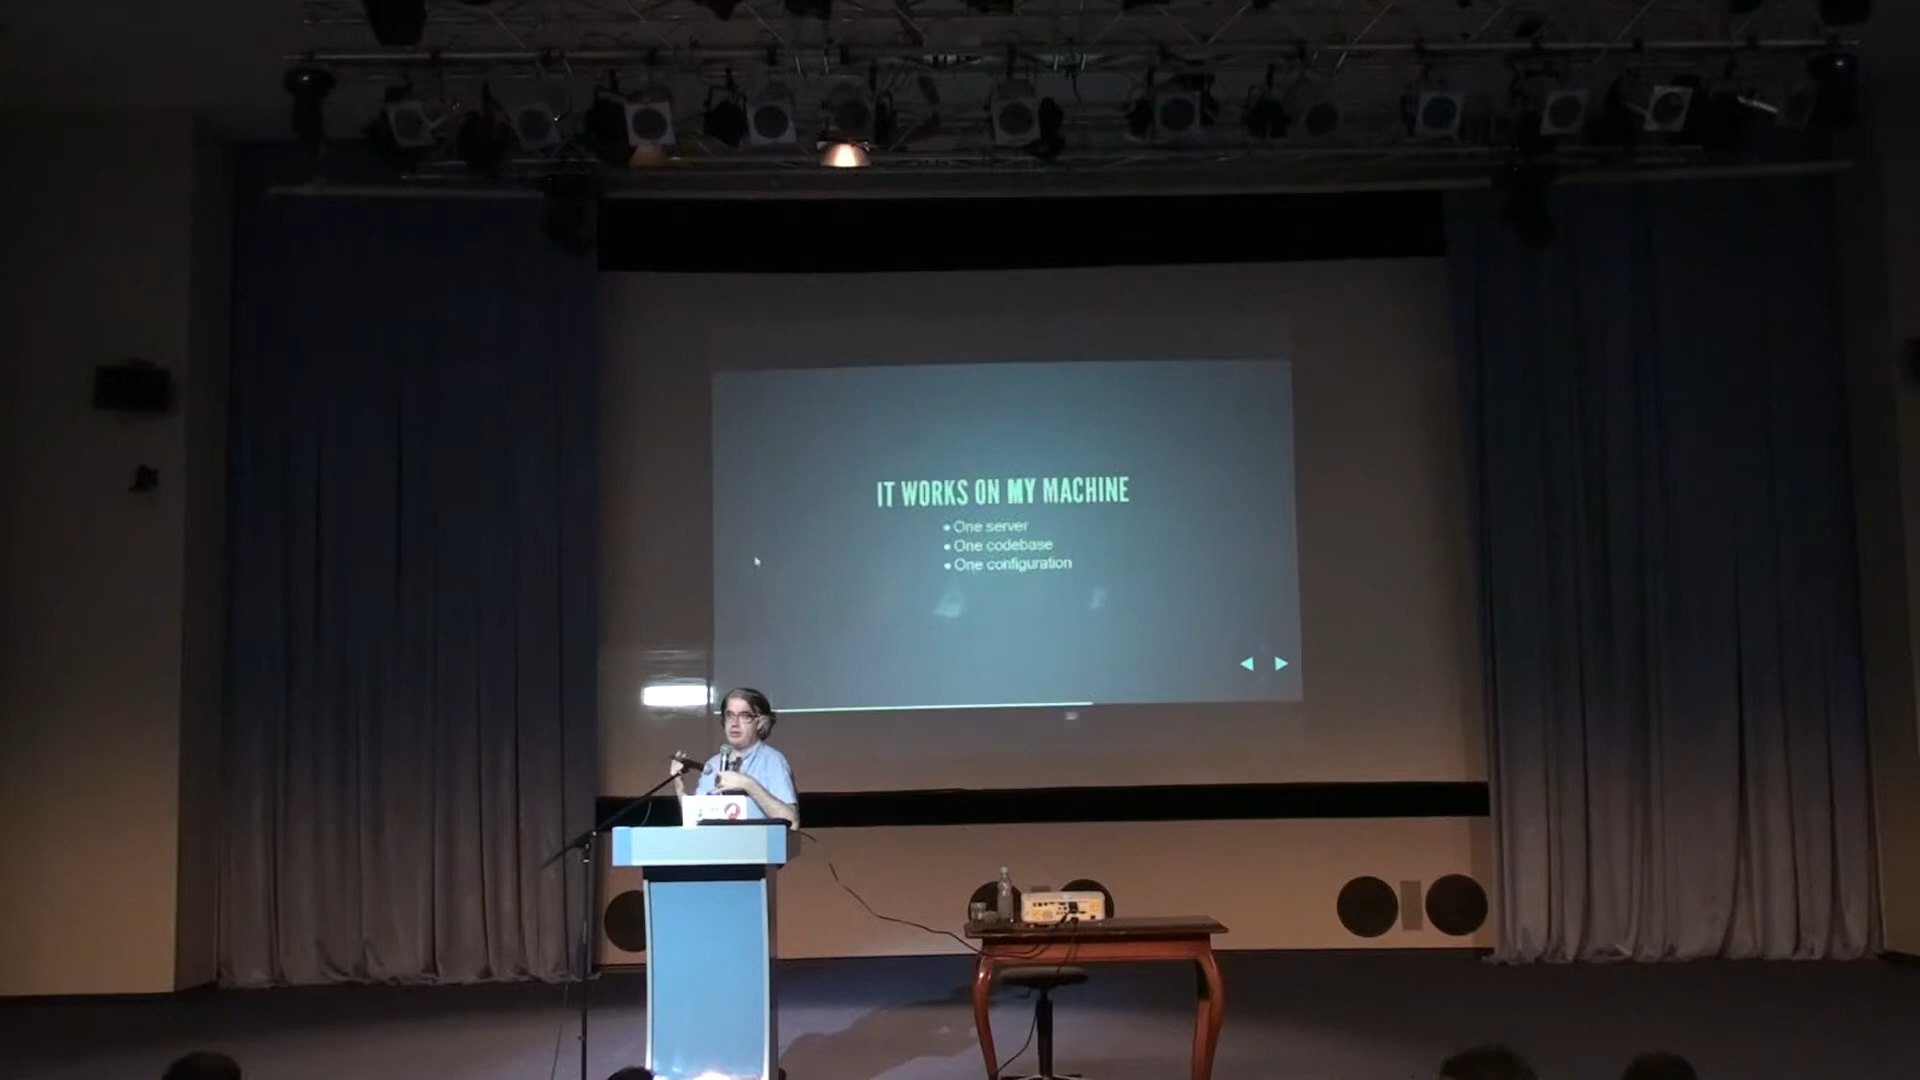 IT WORKS ON MY MACHINE
• One server
• One codebase
• One configuration